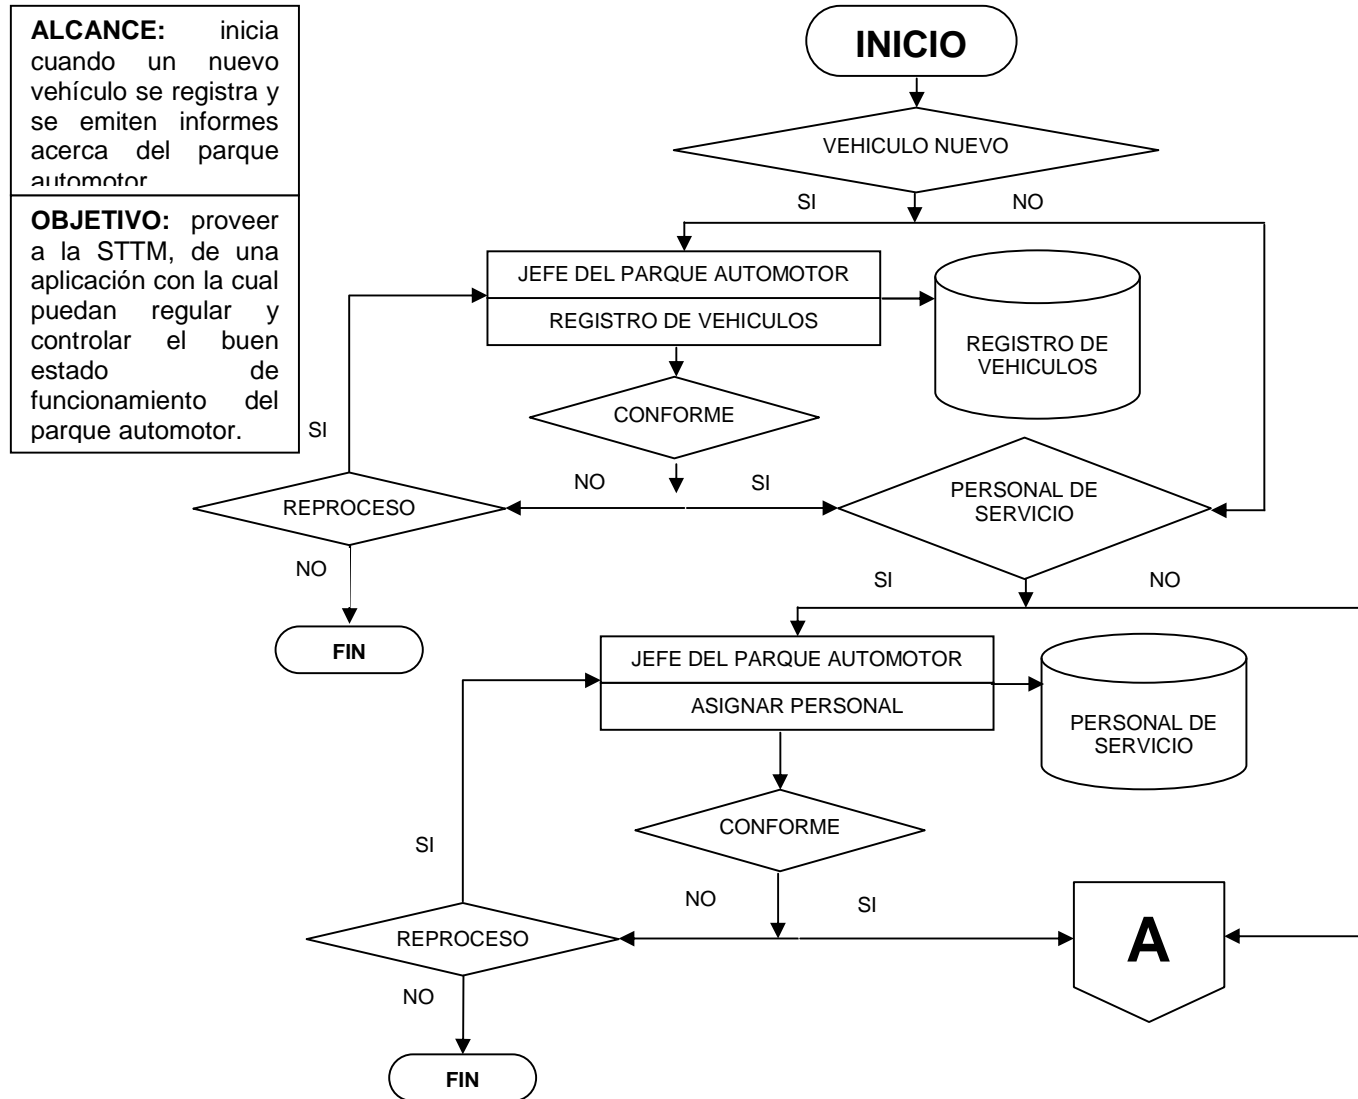 ALCANCE: inicia
cuando un nuevo
vehículo se registra y
se emiten informes
acerca del parque
automotor
OBJETIVO: proveer
a la STTM, de una
aplicación con la cual
puedan regular y
controlar el buen
estado de
funcionamiento del
parque automotor.
INICIO
VEHICULO NUEVO
SI
NO
JEFE DEL PARQUE AUTOMOTOR
REGISTRO DE VEHICULOS
REGISTRO DE
VEHICULOS
CONFORME
SI
NO
SI
REPROCESO
PERSONAL DE
SERVICIO
NO
FIN
SI
NO
JEFE DEL PARQUE AUTOMOTOR
ASIGNAR PERSONAL
PERSONAL DE
SERVICIO
CONFORME
SI
NO
SI
REPROCESO
A
NO
FIN